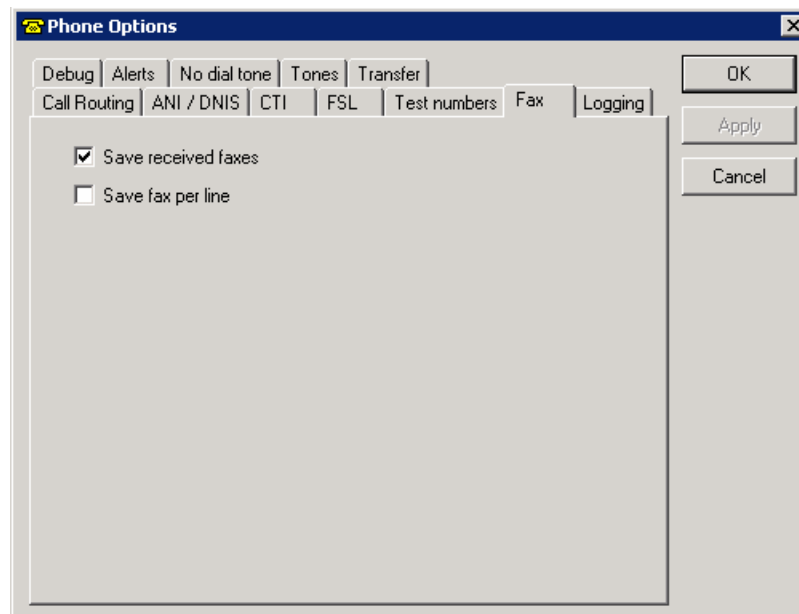 Phone Options
Debug Alerts No dial tone Tones Transfer
Call Routing ANI / DNIS CTI FSL Test numbers Fax Logging
Save received faxes
Save fax per line
OK
Apply
Cancel